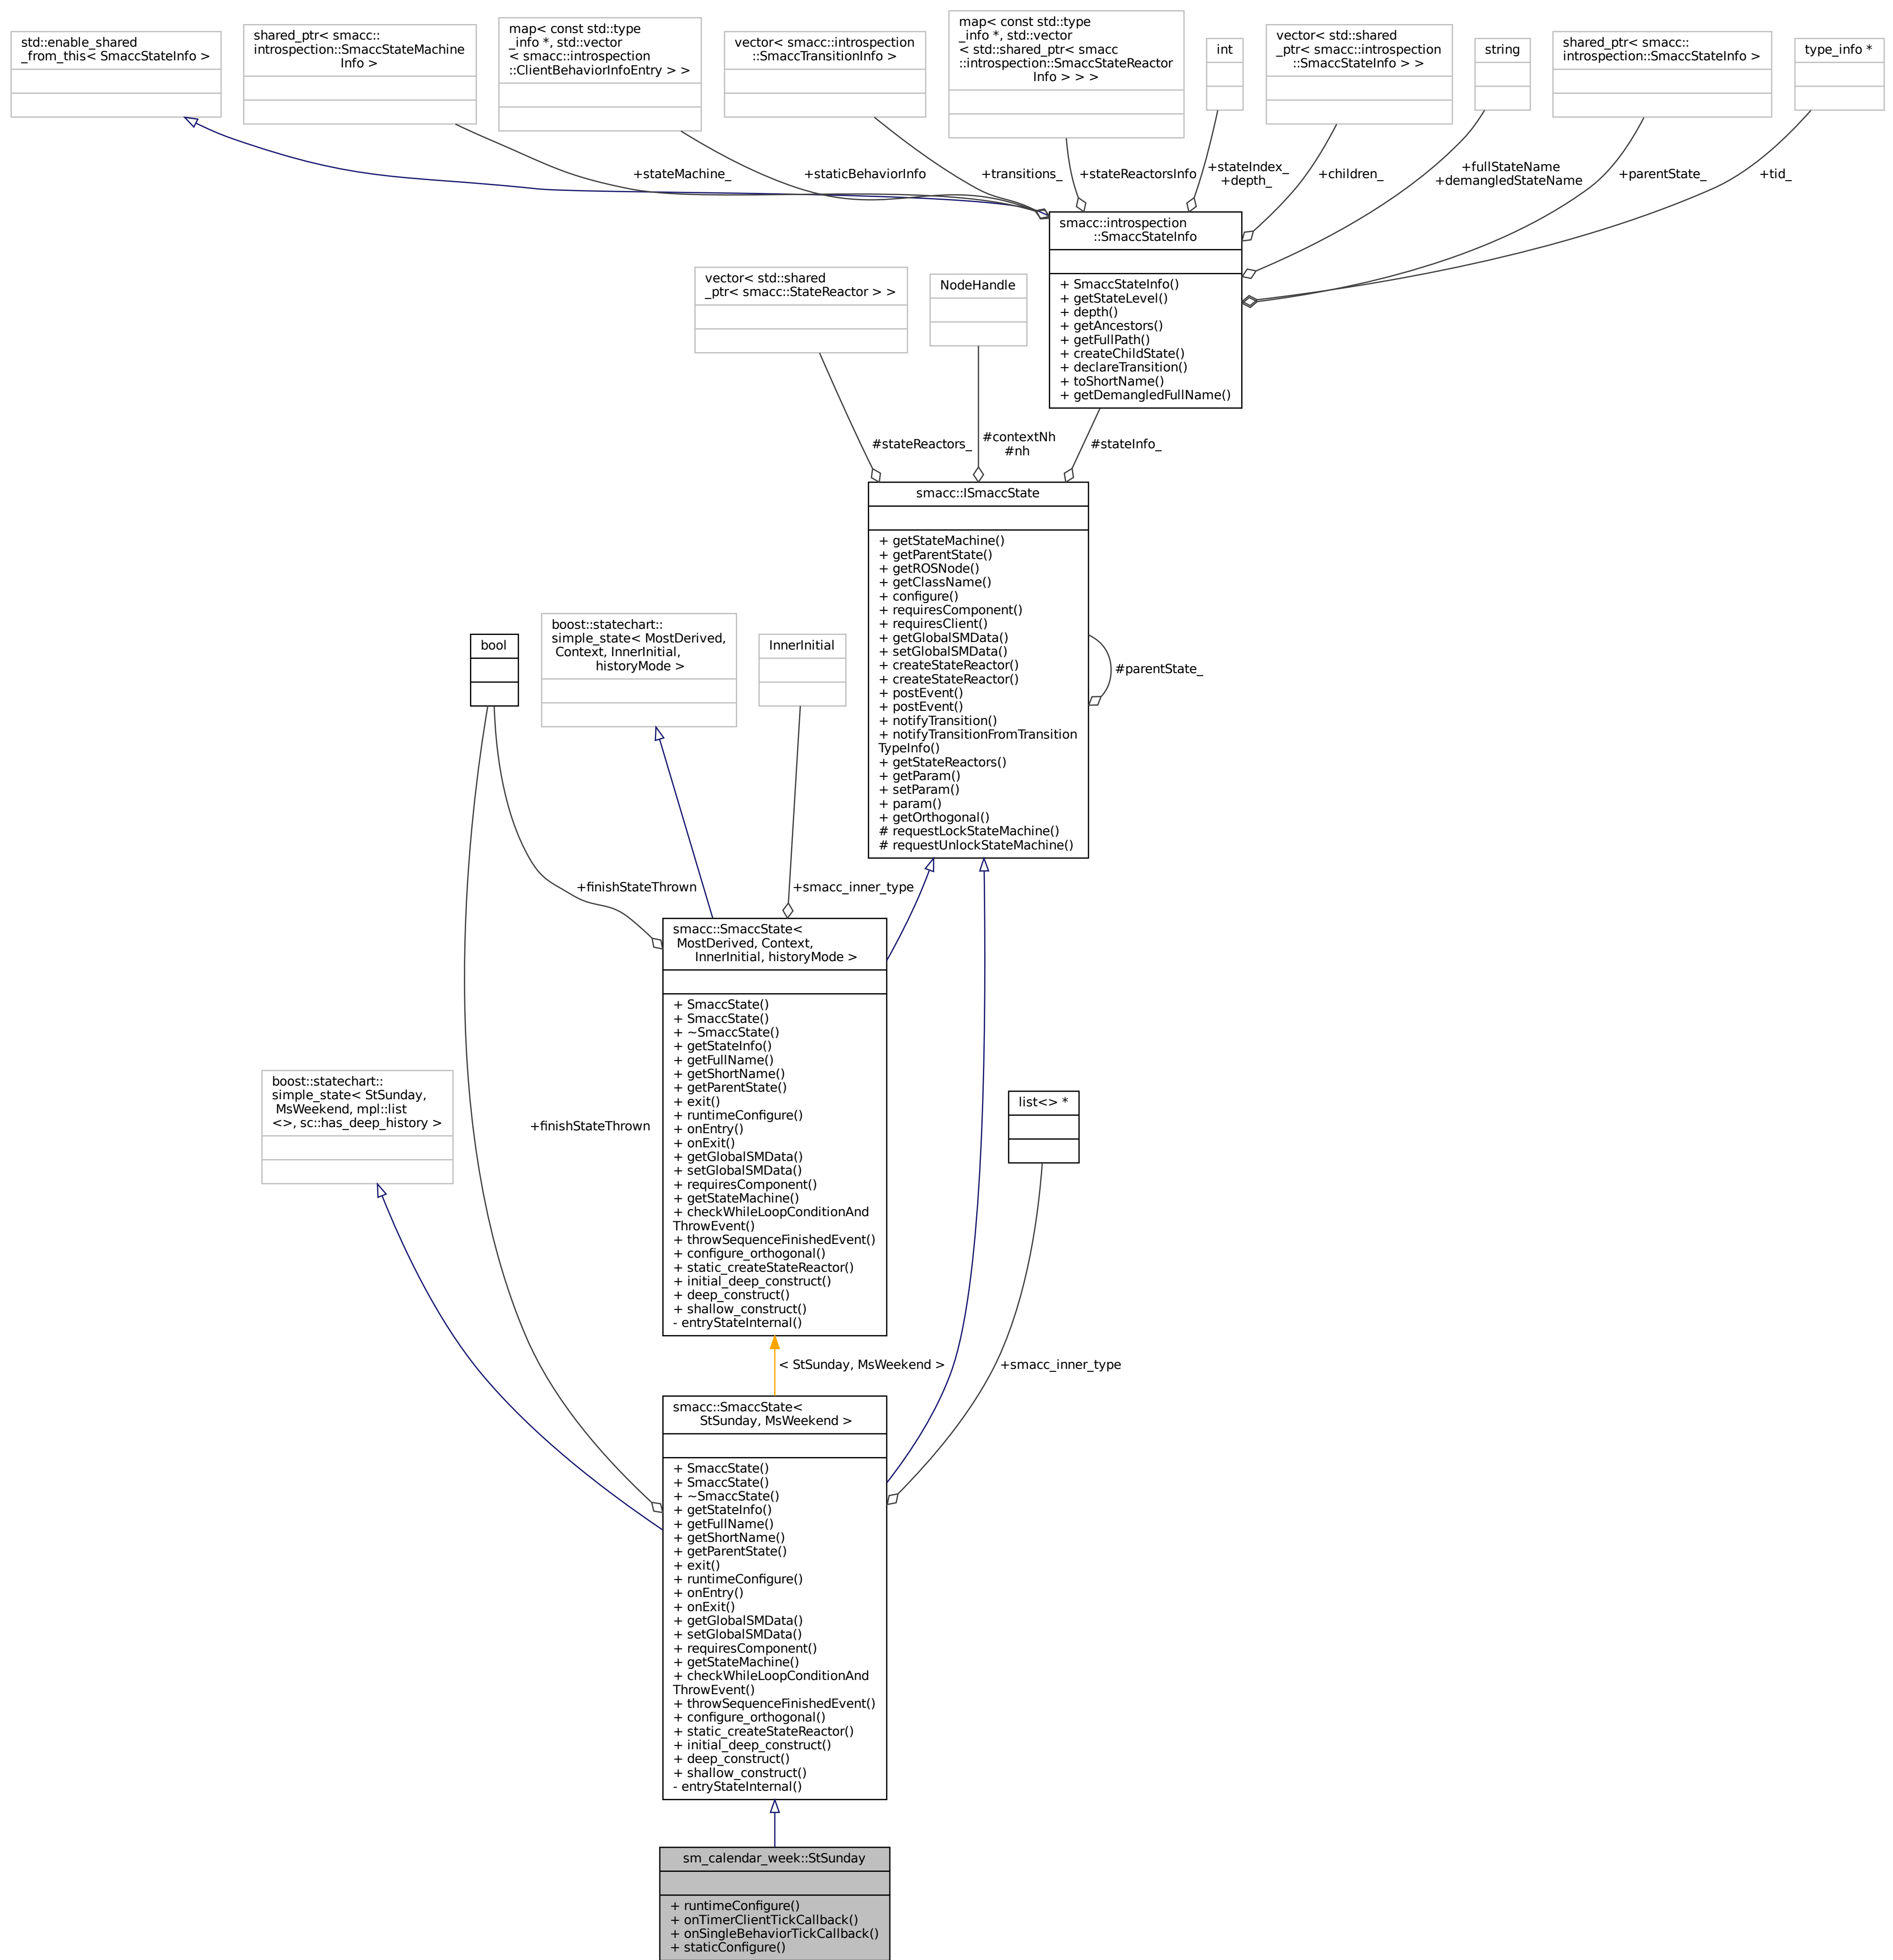 std::enable_shared
_from_this< SmaccStateInfo >
shared_ptr< smacc::
introspection::SmaccStateMachine
Info >
map< const std::type
_info *, std::vector
< smacc::introspection
::ClientBehaviorInfoEntry > >
vector< smacc::introspection
::SmaccTransitionInfo >
map< const std::type
_info *, std::vector
< std::shared_ptr< smacc
::introspection::SmaccStateReactor
Info > > >
int
vector< std::shared
_ptr< smacc::introspection
::SmaccStateInfo > >
string
shared_ptr< smacc::
introspection::SmaccStateInfo >
type_info *
+stateMachine_
+staticBehaviorInfo
+transitions_
+stateReactorsInfo
+stateIndex_
+depth_
+children_
+fullStateName
+demangledStateName
+parentState_
+tid_
smacc::introspection
::SmaccStateInfo
+ SmaccStateInfo()
+ getStateLevel()
+ depth()
+ getAncestors()
+ getFullPath()
+ createChildState()
+ declareTransition()
+ toShortName()
+ getDemangledFullName()
vector< std::shared
_ptr< smacc::StateReactor > >
NodeHandle
#stateReactors_
#contextNh
#nh
#stateInfo_
smacc::ISmaccState
+ getStateMachine()
+ getParentState()
+ getROSNode()
+ getClassName()
+ configure()
+ requiresComponent()
+ requiresClient()
+ getGlobalSMData()
+ setGlobalSMData()
+ createStateReactor()
+ createStateReactor()
+ postEvent()
+ postEvent()
+ notifyTransition()
+ notifyTransitionFromTransition
TypeInfo()
+ getStateReactors()
+ getParam()
+ setParam()
+ param()
+ getOrthogonal()
# requestLockStateMachine()
# requestUnlockStateMachine()
#parentState_
bool
boost::statechart::
simple_state< MostDerived,
Context, InnerInitial,
historyMode >
InnerInitial
+finishStateThrown
+smacc_inner_type
smacc::SmaccState<
MostDerived, Context,
InnerInitial, historyMode >
+ SmaccState()
+ SmaccState()
+ ~SmaccState()
+ getStateInfo()
+ getFullName()
+ getShortName()
+ getParentState()
+ exit()
+ runtimeConfigure()
+ onEntry()
+ onExit()
+ getGlobalSMData()
+ setGlobalSMData()
+ requiresComponent()
+ getStateMachine()
+ checkWhileLoopConditionAnd
ThrowEvent()
+ throwSequenceFinishedEvent()
+ configure_orthogonal()
+ static_createStateReactor()
+ initial_deep_construct()
+ deep_construct()
+ shallow_construct()
- entryStateInternal()
boost::statechart::
simple_state< StSunday,
MsWeekend, mpl::list
<>, sc::has_deep_history >
+finishStateThrown
list<> *
< StSunday, MsWeekend >
+smacc_inner_type
smacc::SmaccState<
StSunday, MsWeekend >
+ SmaccState()
+ SmaccState()
+ ~SmaccState()
+ getStateInfo()
+ getFullName()
+ getShortName()
+ getParentState()
+ exit()
+ runtimeConfigure()
+ onEntry()
+ onExit()
+ getGlobalSMData()
+ setGlobalSMData()
+ requiresComponent()
+ getStateMachine()
+ checkWhileLoopConditionAnd
ThrowEvent()
+ throwSequenceFinishedEvent()
+ configure_orthogonal()
+ static_createStateReactor()
+ initial_deep_construct()
+ deep_construct()
+ shallow_construct()
- entryStateInternal()
sm_calendar_week::StSunday
+ runtimeConfigure()
+ onTimerClientTickCallback()
+ onSingleBehaviorTickCallback()
+ staticConfigure()